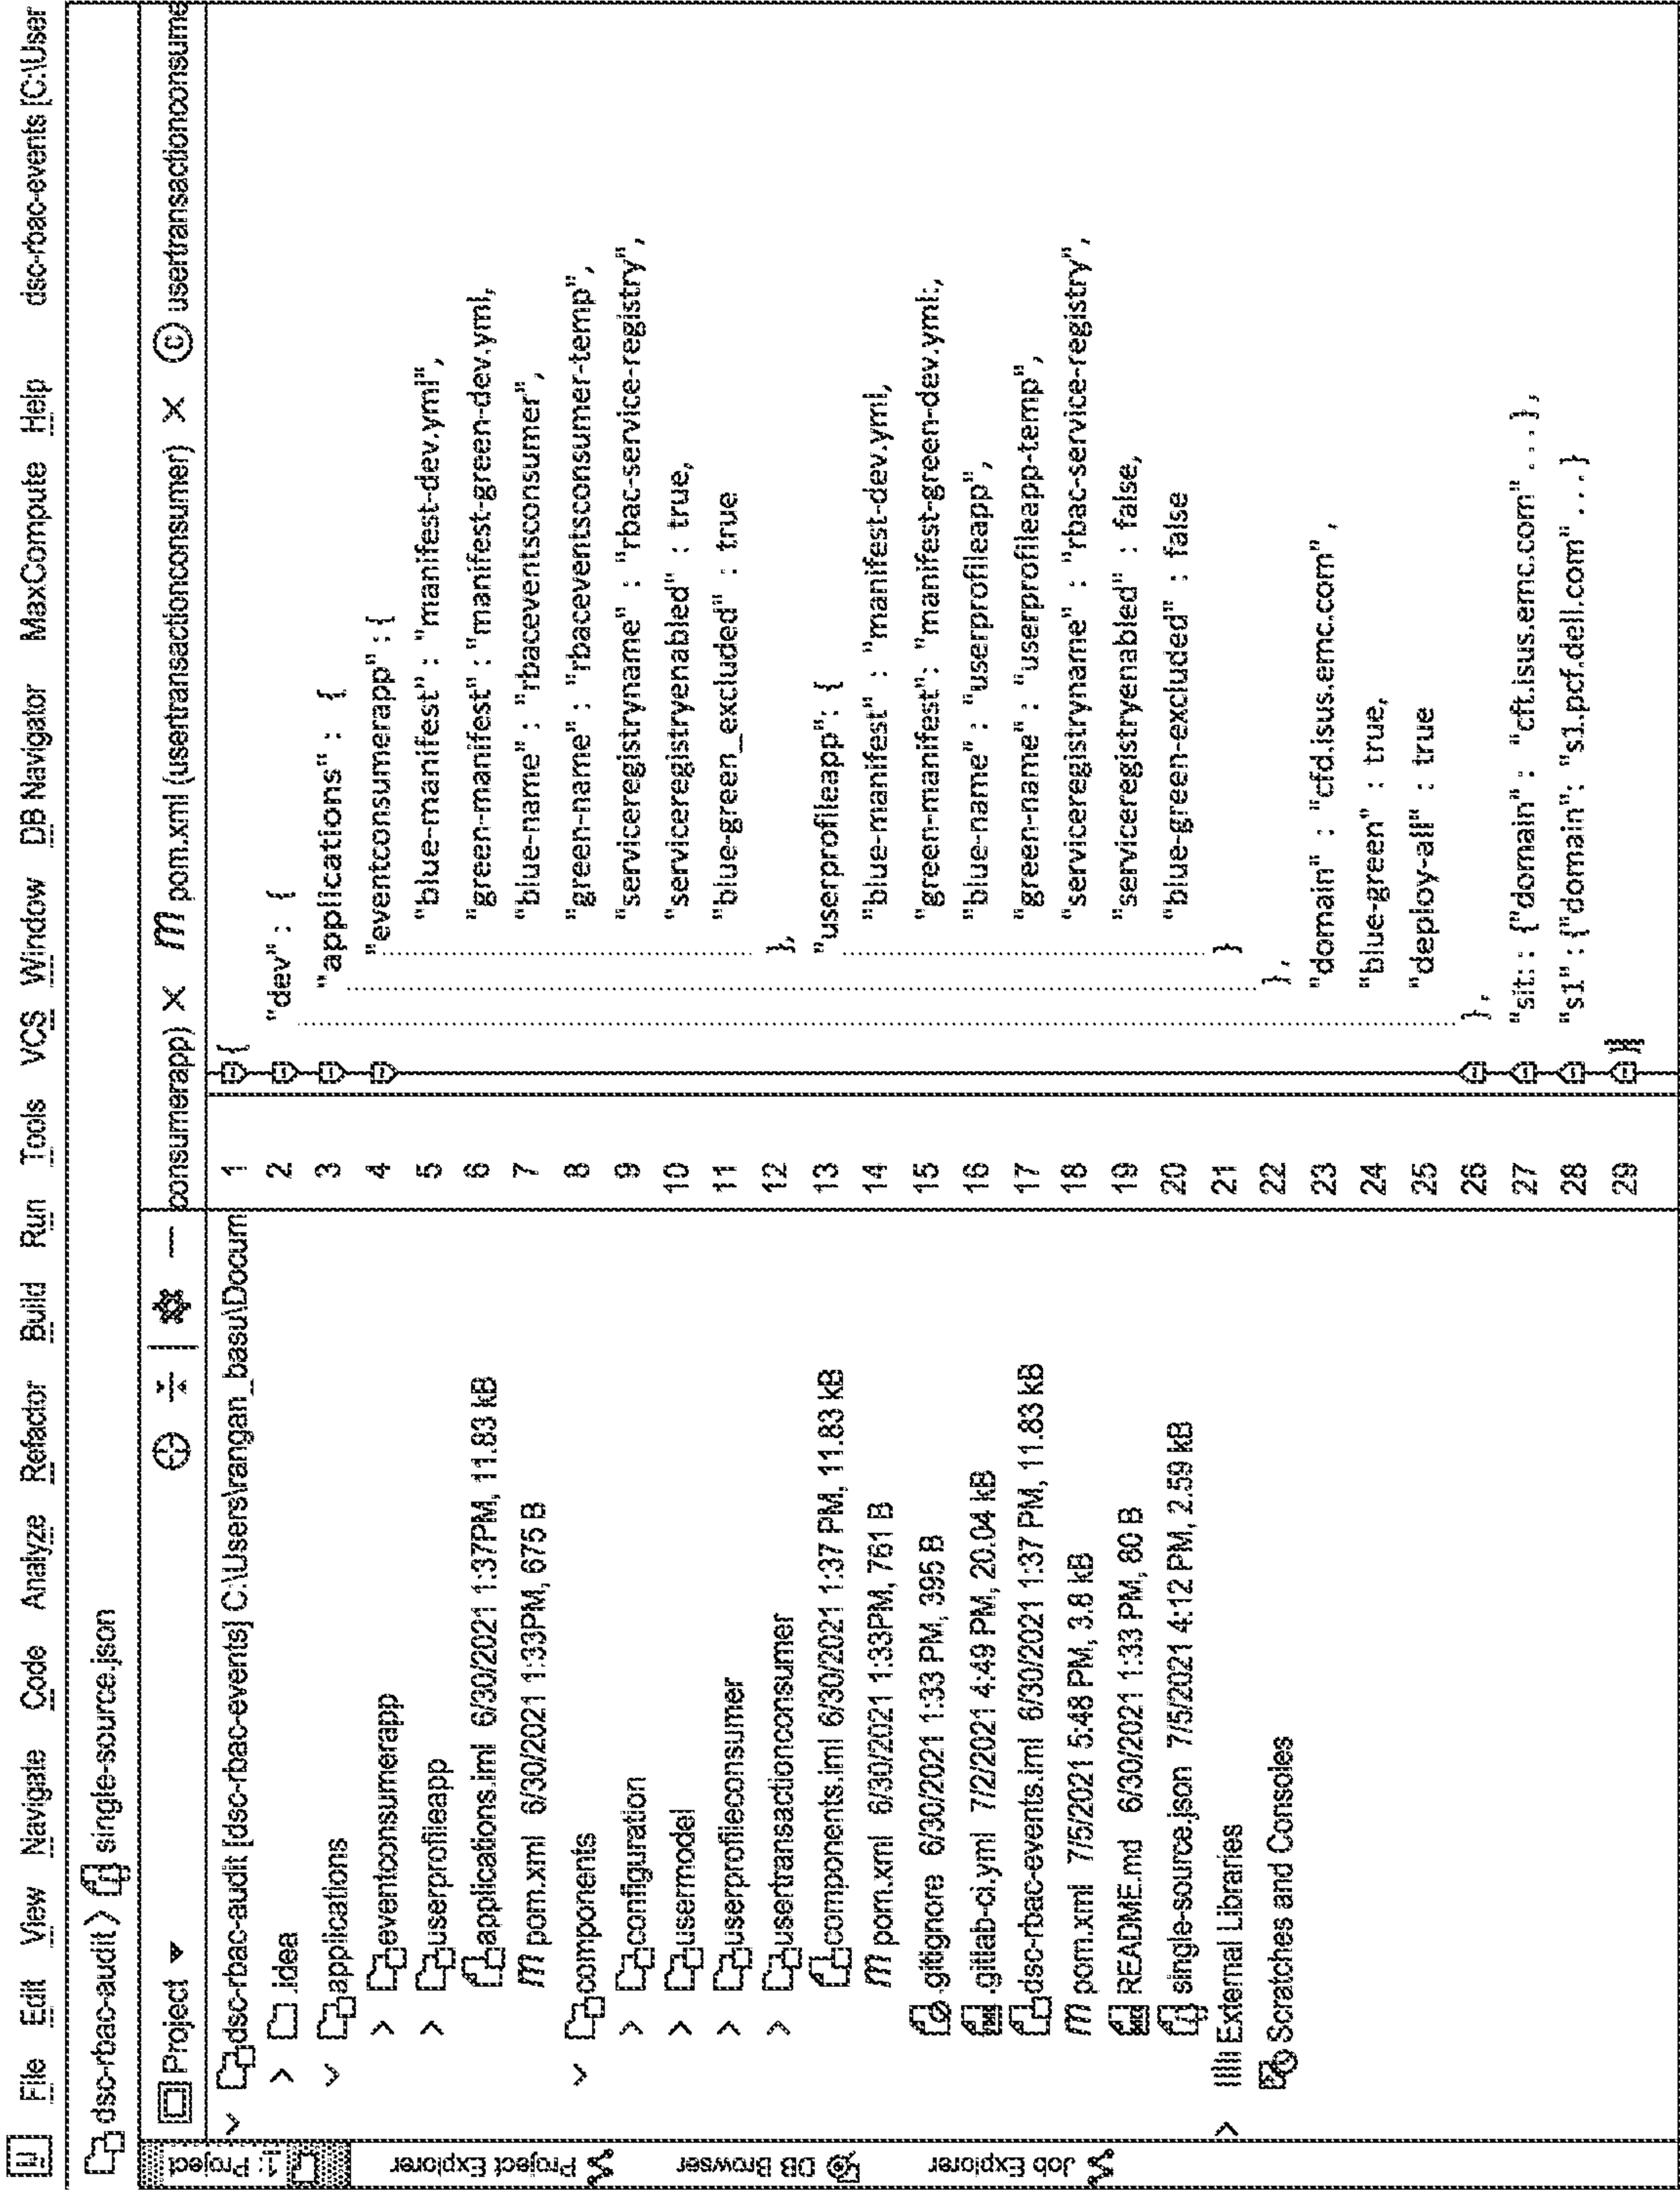 IJ File Edit View Navigate Code Analyze Refactor Build Run Tools VCS Window DB Navigator MaxCompute Help dsc-rbac-events [C:\User
dsc-rbac-audit > single-source.json
Project
consumerapp) × m pom.xml (usertransactionconsumer) × © usertransactionconsume
1: Project
Project Explorer
DB Browser
Job Explorer
dsc-rbac-audit [dsc-rbac-events] C:\Users\rangan_basu\Docum
.idea
applications
eventconsumerapp
userprofileapp
applications.iml 6/30/2021 1:37PM, 11.83 kB
m pom.xml 6/30/2021 1:33PM, 675 B
components
configuration
usermodel
userprofileconsumer
usertransactionconsumer
components.iml 6/30/2021 1:37 PM, 11.83 kB
m pom.xml 6/30/2021 1:33PM, 761 B
.gitignore 6/30/2021 1:33 PM, 395 B
.gitlab-ci.yml 7/2/2021 4:49 PM, 20.04 kB
dsc-rbac-events.iml 6/30/2021 1:37 PM, 11.83 kB
m pom.xml 7/5/2021 5:48 PM, 3.8 kB
README.md 6/30/2021 1:33 PM, 80 B
single-source.json 7/5/2021 4:12 PM, 2.59 kB
External Libraries
Scratches and Consoles
1 {
2 "dev" : {
3 "applications" : {
4 "eventconsumerapp" : {
5 "blue-manifest" : "manifest-dev.yml",
6 "green-manifest" : "manifest-green-dev.yml,
7 "blue-name" : "rbaceventsconsumer",
8 "green-name" : "rbaceventsconsumer-temp",
9 "serviceregistryname" : "rbac-service-registry",
10 "serviceregistryenabled" : true,
11 "blue-green_excluded" : true
12 },
13 "userprofileapp": {
14 "blue-manifest" : "manifest-dev.yml,
15 "green-manifest": "manifest-green-dev.yml:,
16 "blue-name" : "userprofileapp",
17 "green-name" : "userprofileapp-temp",
18 "serviceregistryname" : "rbac-service-registry",
19 "serviceregistryenabled" : false,
20 "blue-green-excluded" : false
21 }
22 },
23 "domain" : "cfd.isus.emc.com",
24 "blue-green" : true,
25 "deploy-all" : true
26 },
27 "sit: : {"domain" : "cft.isus.emc.com" ... },
28 "s1" : {"domain": "s1.pcf.dell.com" ... }
29 }